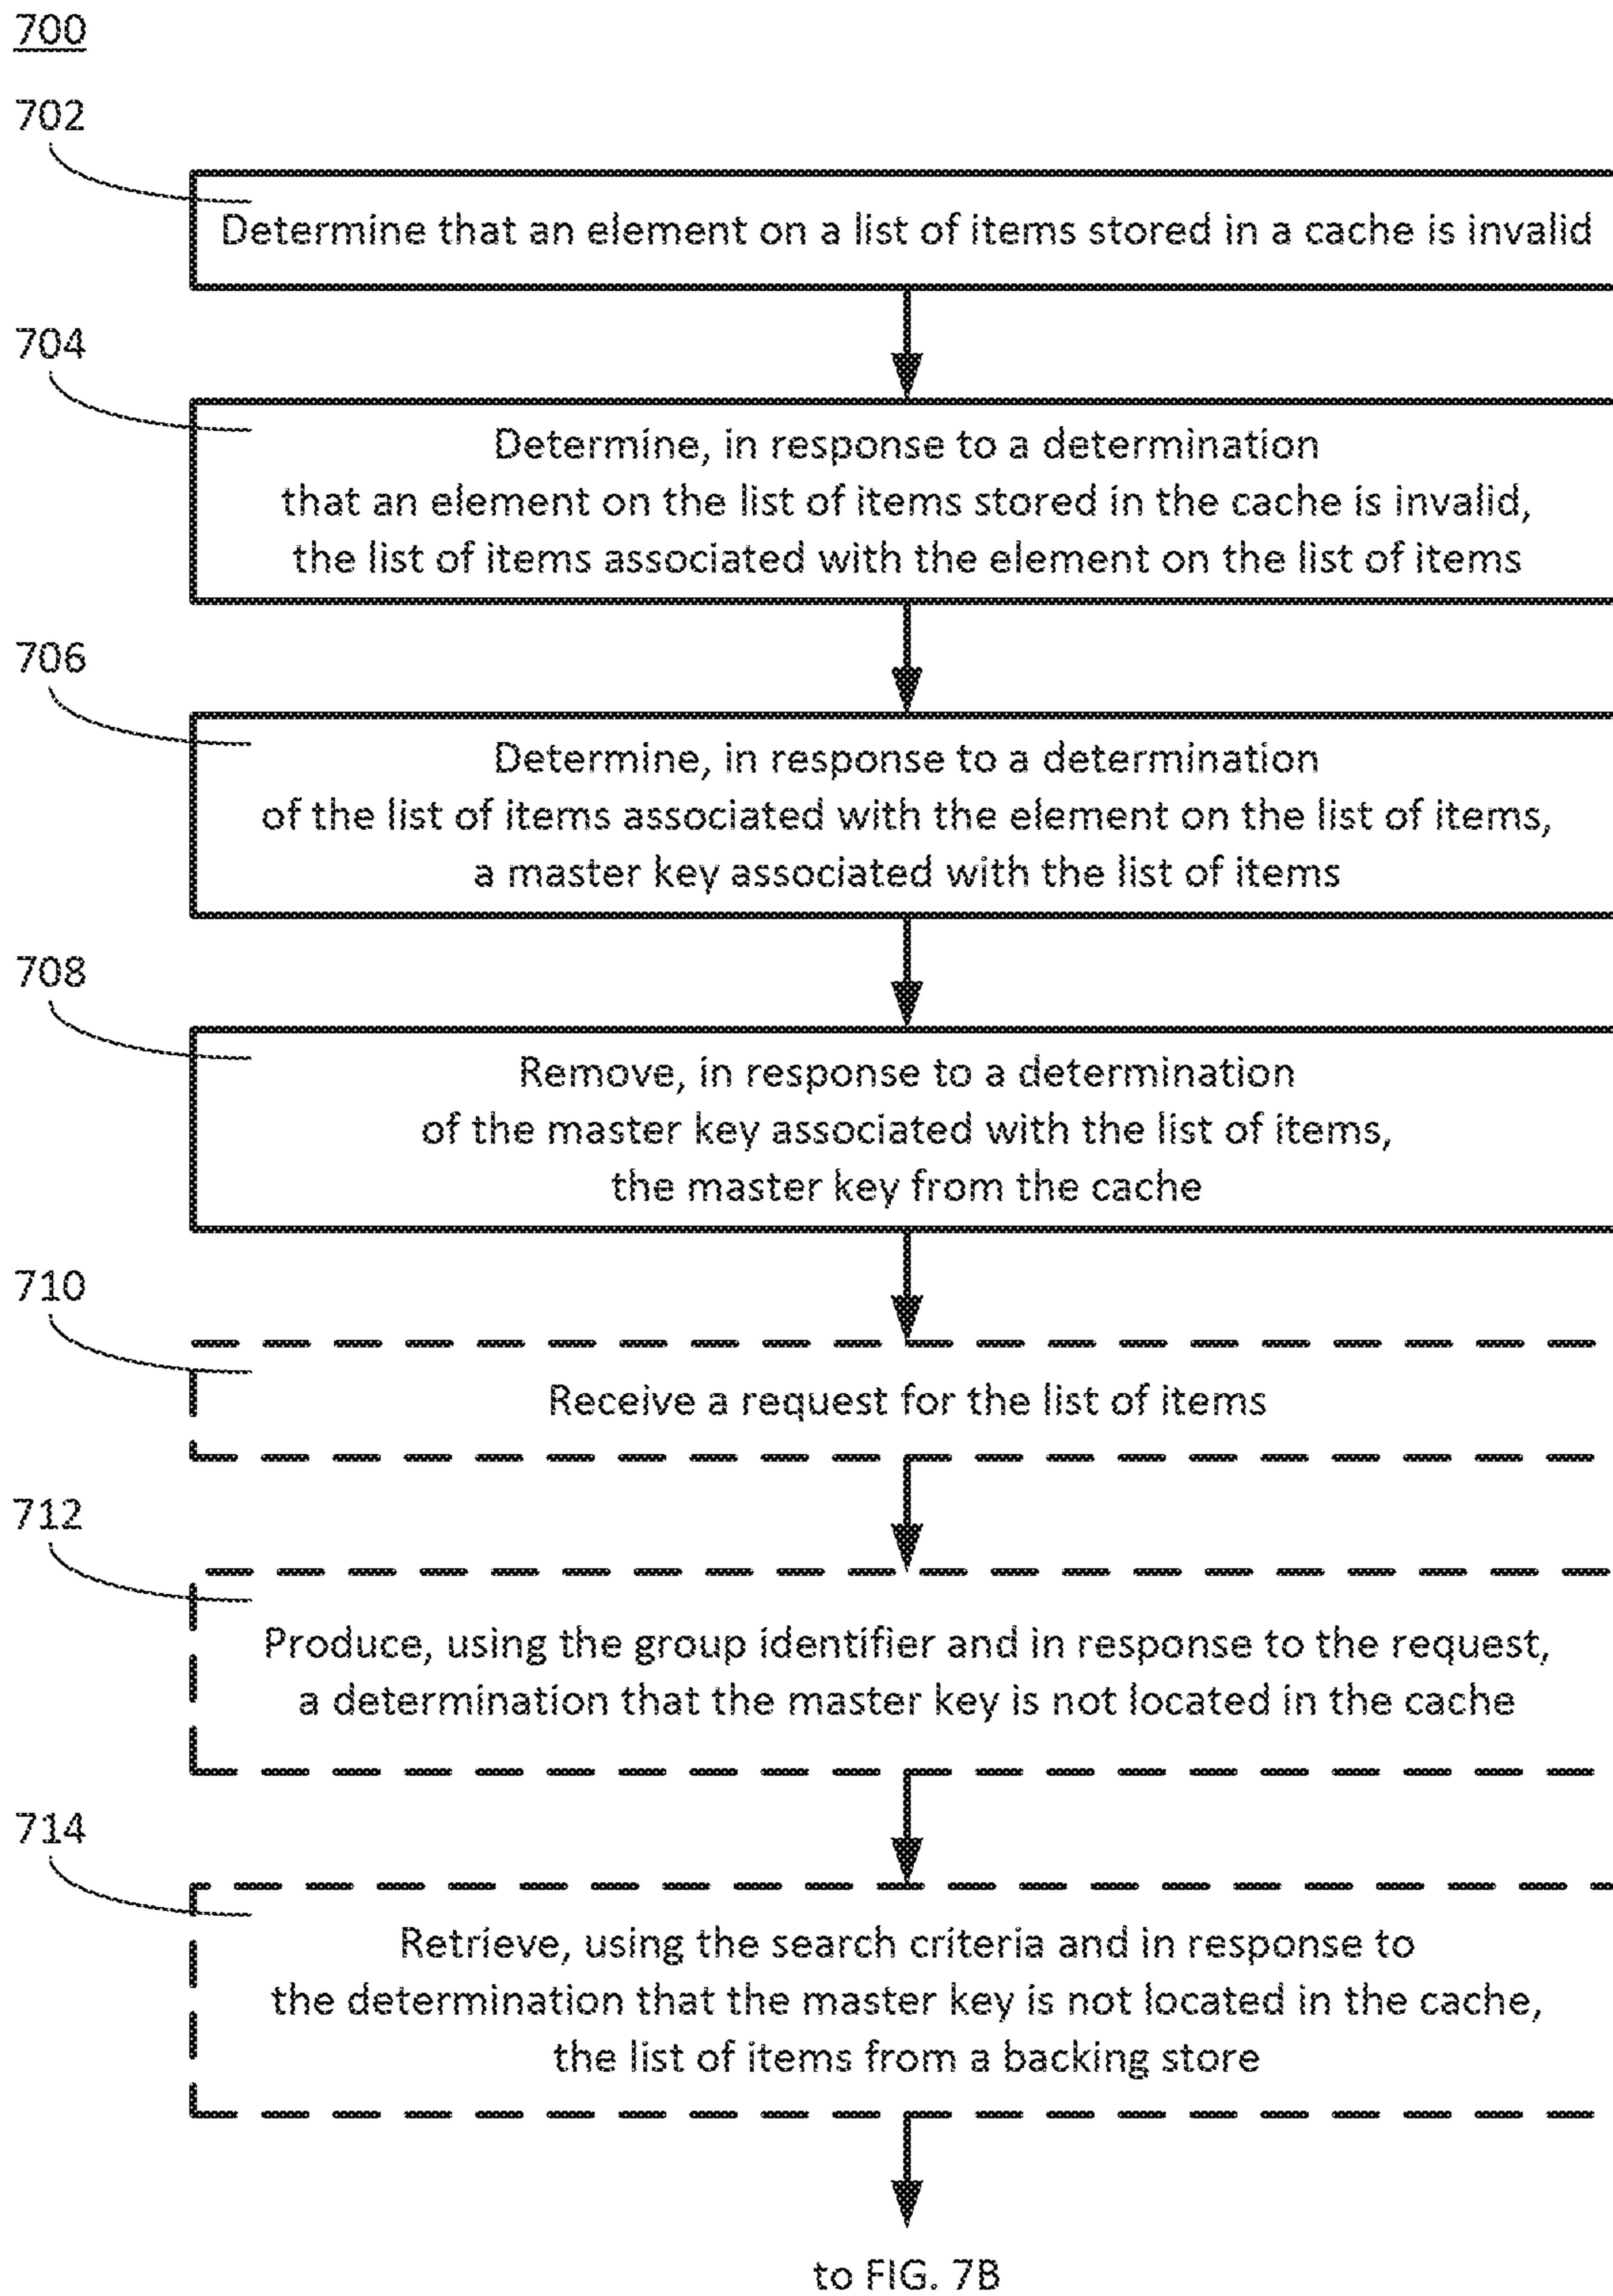 700
702
Determine that an element on a list of items stored in a cache is invalid
704
Determine, in response to a determination
that an element on the list of items stored in the cache is invalid,
the list of items associated with the element on the list of items
706
Determine, in response to a determination
of the list of items associated with the element on the list of items,
a master key associated with the list of items
708
Remove, in response to a determination
of the master key associated with the list of items,
the master key from the cache
710
Receive a request for the list of items
712
Produce, using the group identifier and in response to the request,
a determination that the master key is not located in the cache
714
Retrieve, using the search criteria and in response to
the determination that the master key is not located in the cache,
the list of items from a backing store
to FIG. 7B